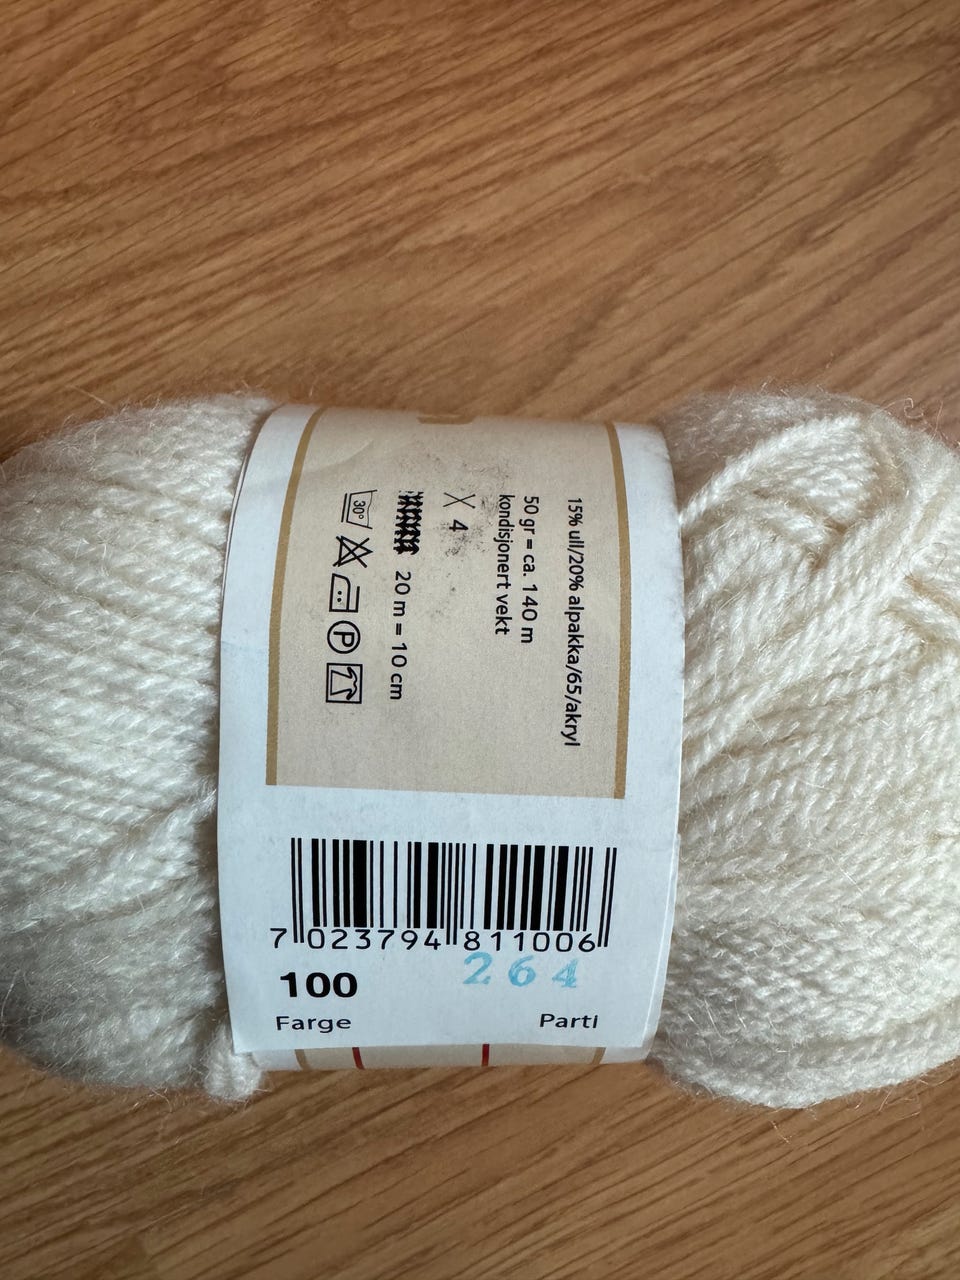 15% ull/20% alpakka/65/akryl
50 gr = ca. 140 m
kondisjonert vekt
4
20 m = 10 cm
30°
P
7 023794 811006
264
100
Farge
Parti